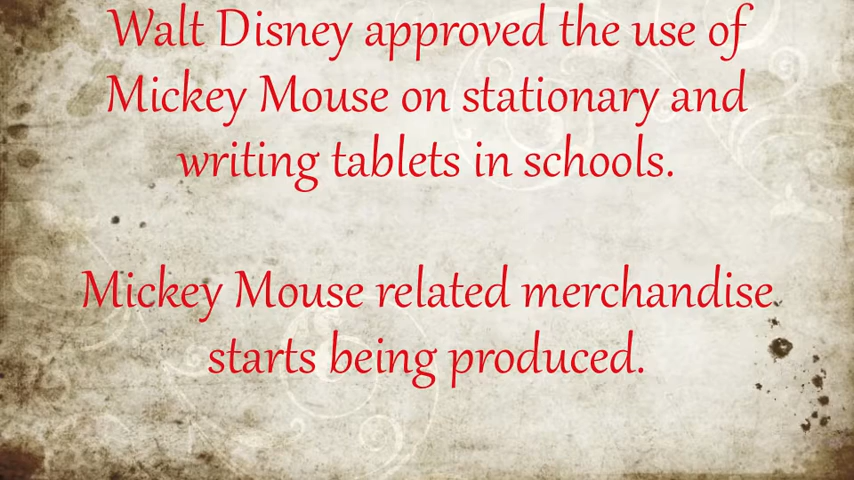 Walt Disney approved the use of
Mickey Mouse on stationary and
writing tablets in schools.
Mickey Mouse related merchandise
starts being produced.